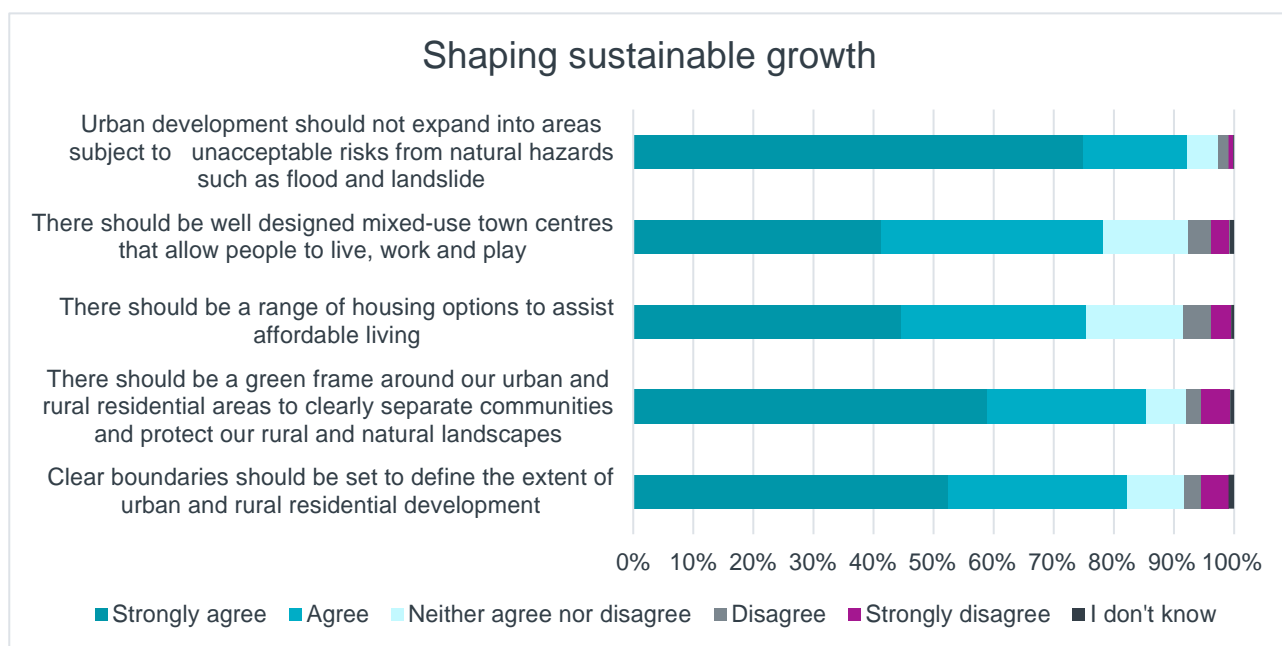 Shaping sustainable growth
Urban development should not expand into areas
subject to   unacceptable risks from natural hazards
such as flood and landslide
There should be well designed mixed-use town centres
that allow people to live, work and play
There should be a range of housing options to assist
affordable living
There should be a green frame around our urban and
rural residential areas to clearly separate communities
and protect our rural and natural landscapes
Clear boundaries should be set to define the extent of
urban and rural residential development
0% 10% 20% 30% 40% 50% 60% 70% 80% 90% 100%
Strongly agree Agree Neither agree nor disagree Disagree Strongly disagree I don't know